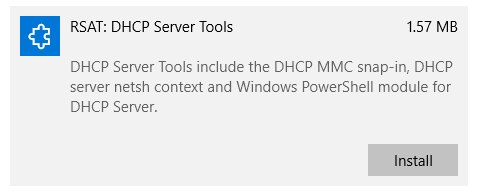 RSAT: DHCP Server Tools 1.57 MB
DHCP Server Tools include the DHCP MMC snap-in, DHCP
server netsh context and Windows PowerShell module for
DHCP Server.
Install